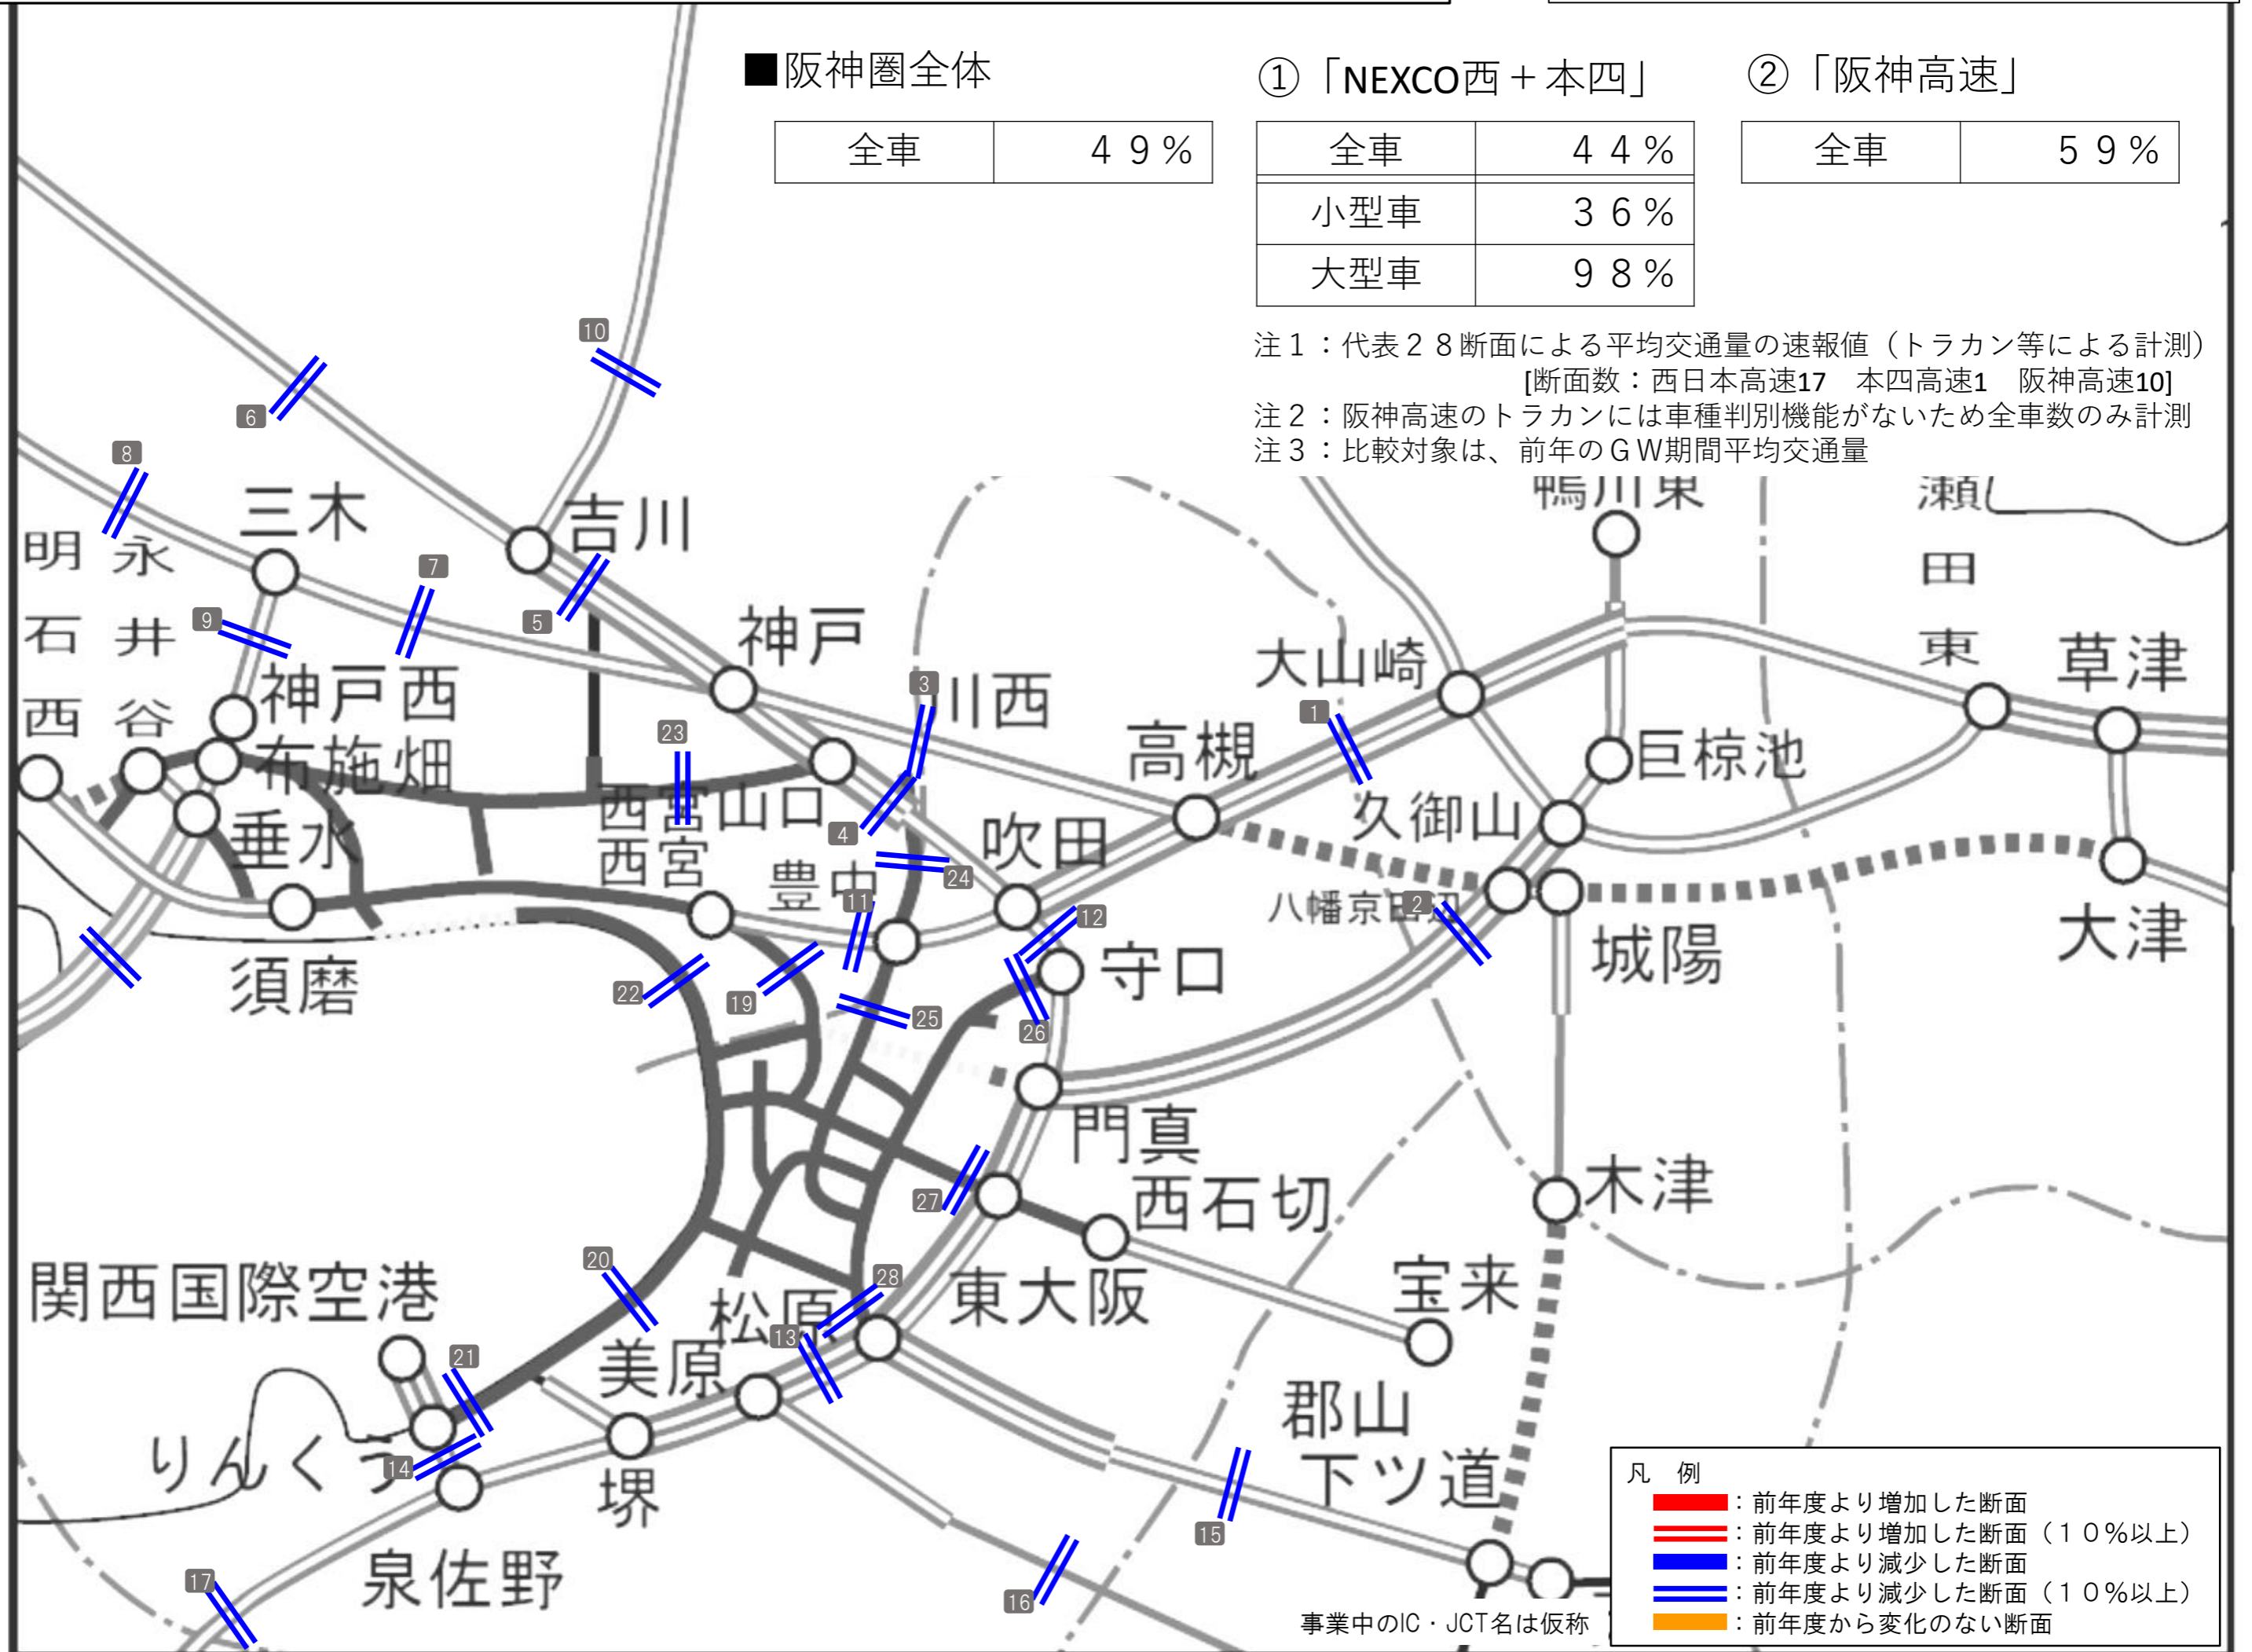 ■阪神圏全体
全車 ４９%
①「NEXCO西＋本四」
全車 ４４%
小型車 ３６%
大型車 ９８%
②「阪神高速」
全車 ５９%
注１：代表２８断面による平均交通量の速報値（トラカン等による計測）
[断面数：西日本高速17　本四高速1　阪神高速10]
注２：阪神高速のトラカンには車種判別機能がないため全車数のみ計測
注３：比較対象は、前年のＧＷ期間平均交通量
10
6
8
三木
吉川
鴨川東
瀬田東
明石西
永井谷
7
5
9
神戸
神戸西
3
川西
大山崎
1
草津
23
布施畑
高槻
巨椋池
西宮山口
4
垂水
吹田
久御山
西宮
豊中
24
11
12
八幡京田辺
2
城陽
大津
須磨
22
19
25
守口
26
門真
27
西石切
木津
関西国際空港
20
28
松原
13
東大阪
宝来
21
美原
郡山下ツ道
りんくう
14
堺
15
泉佐野
17
16
事業中のIC・JCT名は仮称
凡　例
：前年度より増加した断面
：前年度より増加した断面（１０%以上）
：前年度より減少した断面
：前年度より減少した断面（１０%以上）
：前年度から変化のない断面